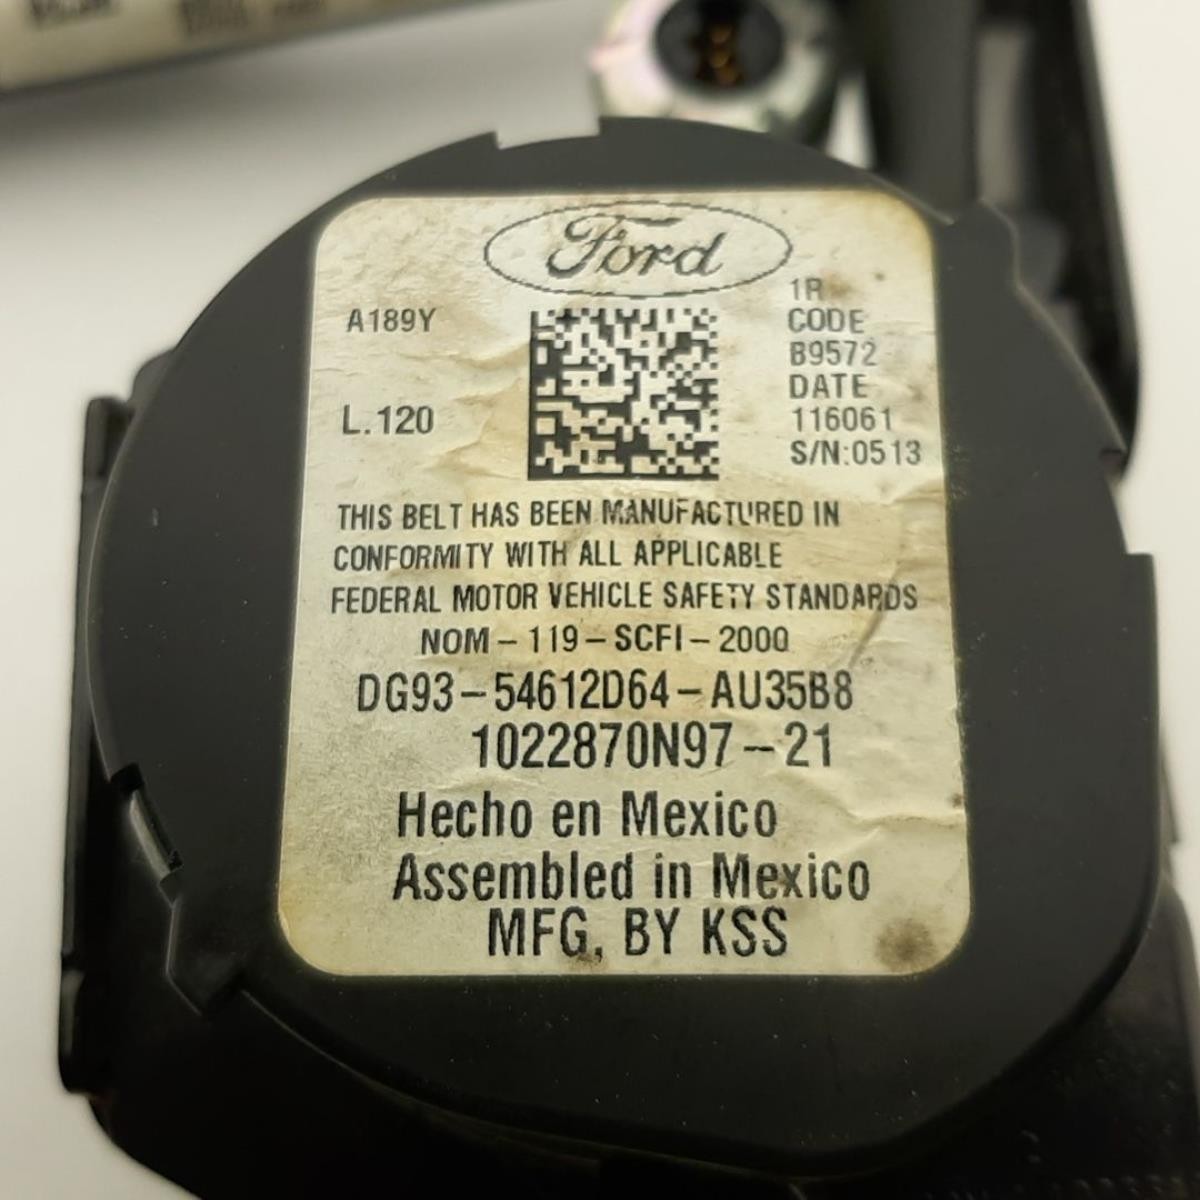 Ford
A189Y
L.120
1R
CODE
B9572
DATE
116061
S/N:0513
THIS BELT HAS BEEN MANUFACTURED IN
CONFORMITY WITH ALL APPLICABLE
FEDERAL MOTOR VEHICLE SAFETY STANDARDS
NOM-119-SCFI-2000
DG93-54612D64-AU35B8
1022870N97-21
Hecho en Mexico
Assembled in Mexico
MFG. BY KSS